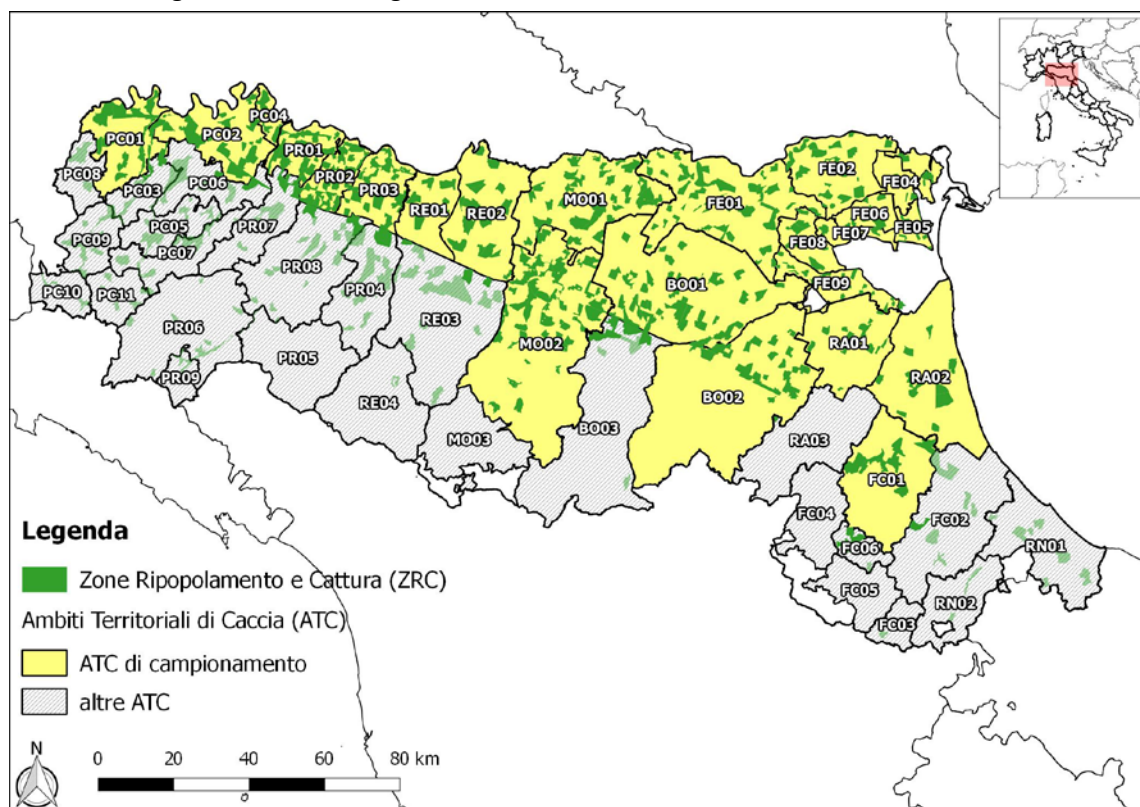 PC04
PC01
PC02
PR01
PC08
PR02
PC03
PC06
PR03
RE01
RE02
MO01
FE01
FE02
FE04
FE06
FE05
FE07
FE08
PC05
PR07
PC09
PC07
PR08
PC10
PC11
PR04
RE03
BO01
FE09
PR06
PR05
PR09
MO02
RA01
RA02
RE04
BO02
MO03
BO03
RA03
FC01
FC04
FC02
FC06
RN01
FC05
RN02
FC03
Legenda
Zone Ripopolamento e Cattura (ZRC)
Ambiti Territoriali di Caccia (ATC)
ATC di campionamento
altre ATC
N
0 20 40 60 80 km